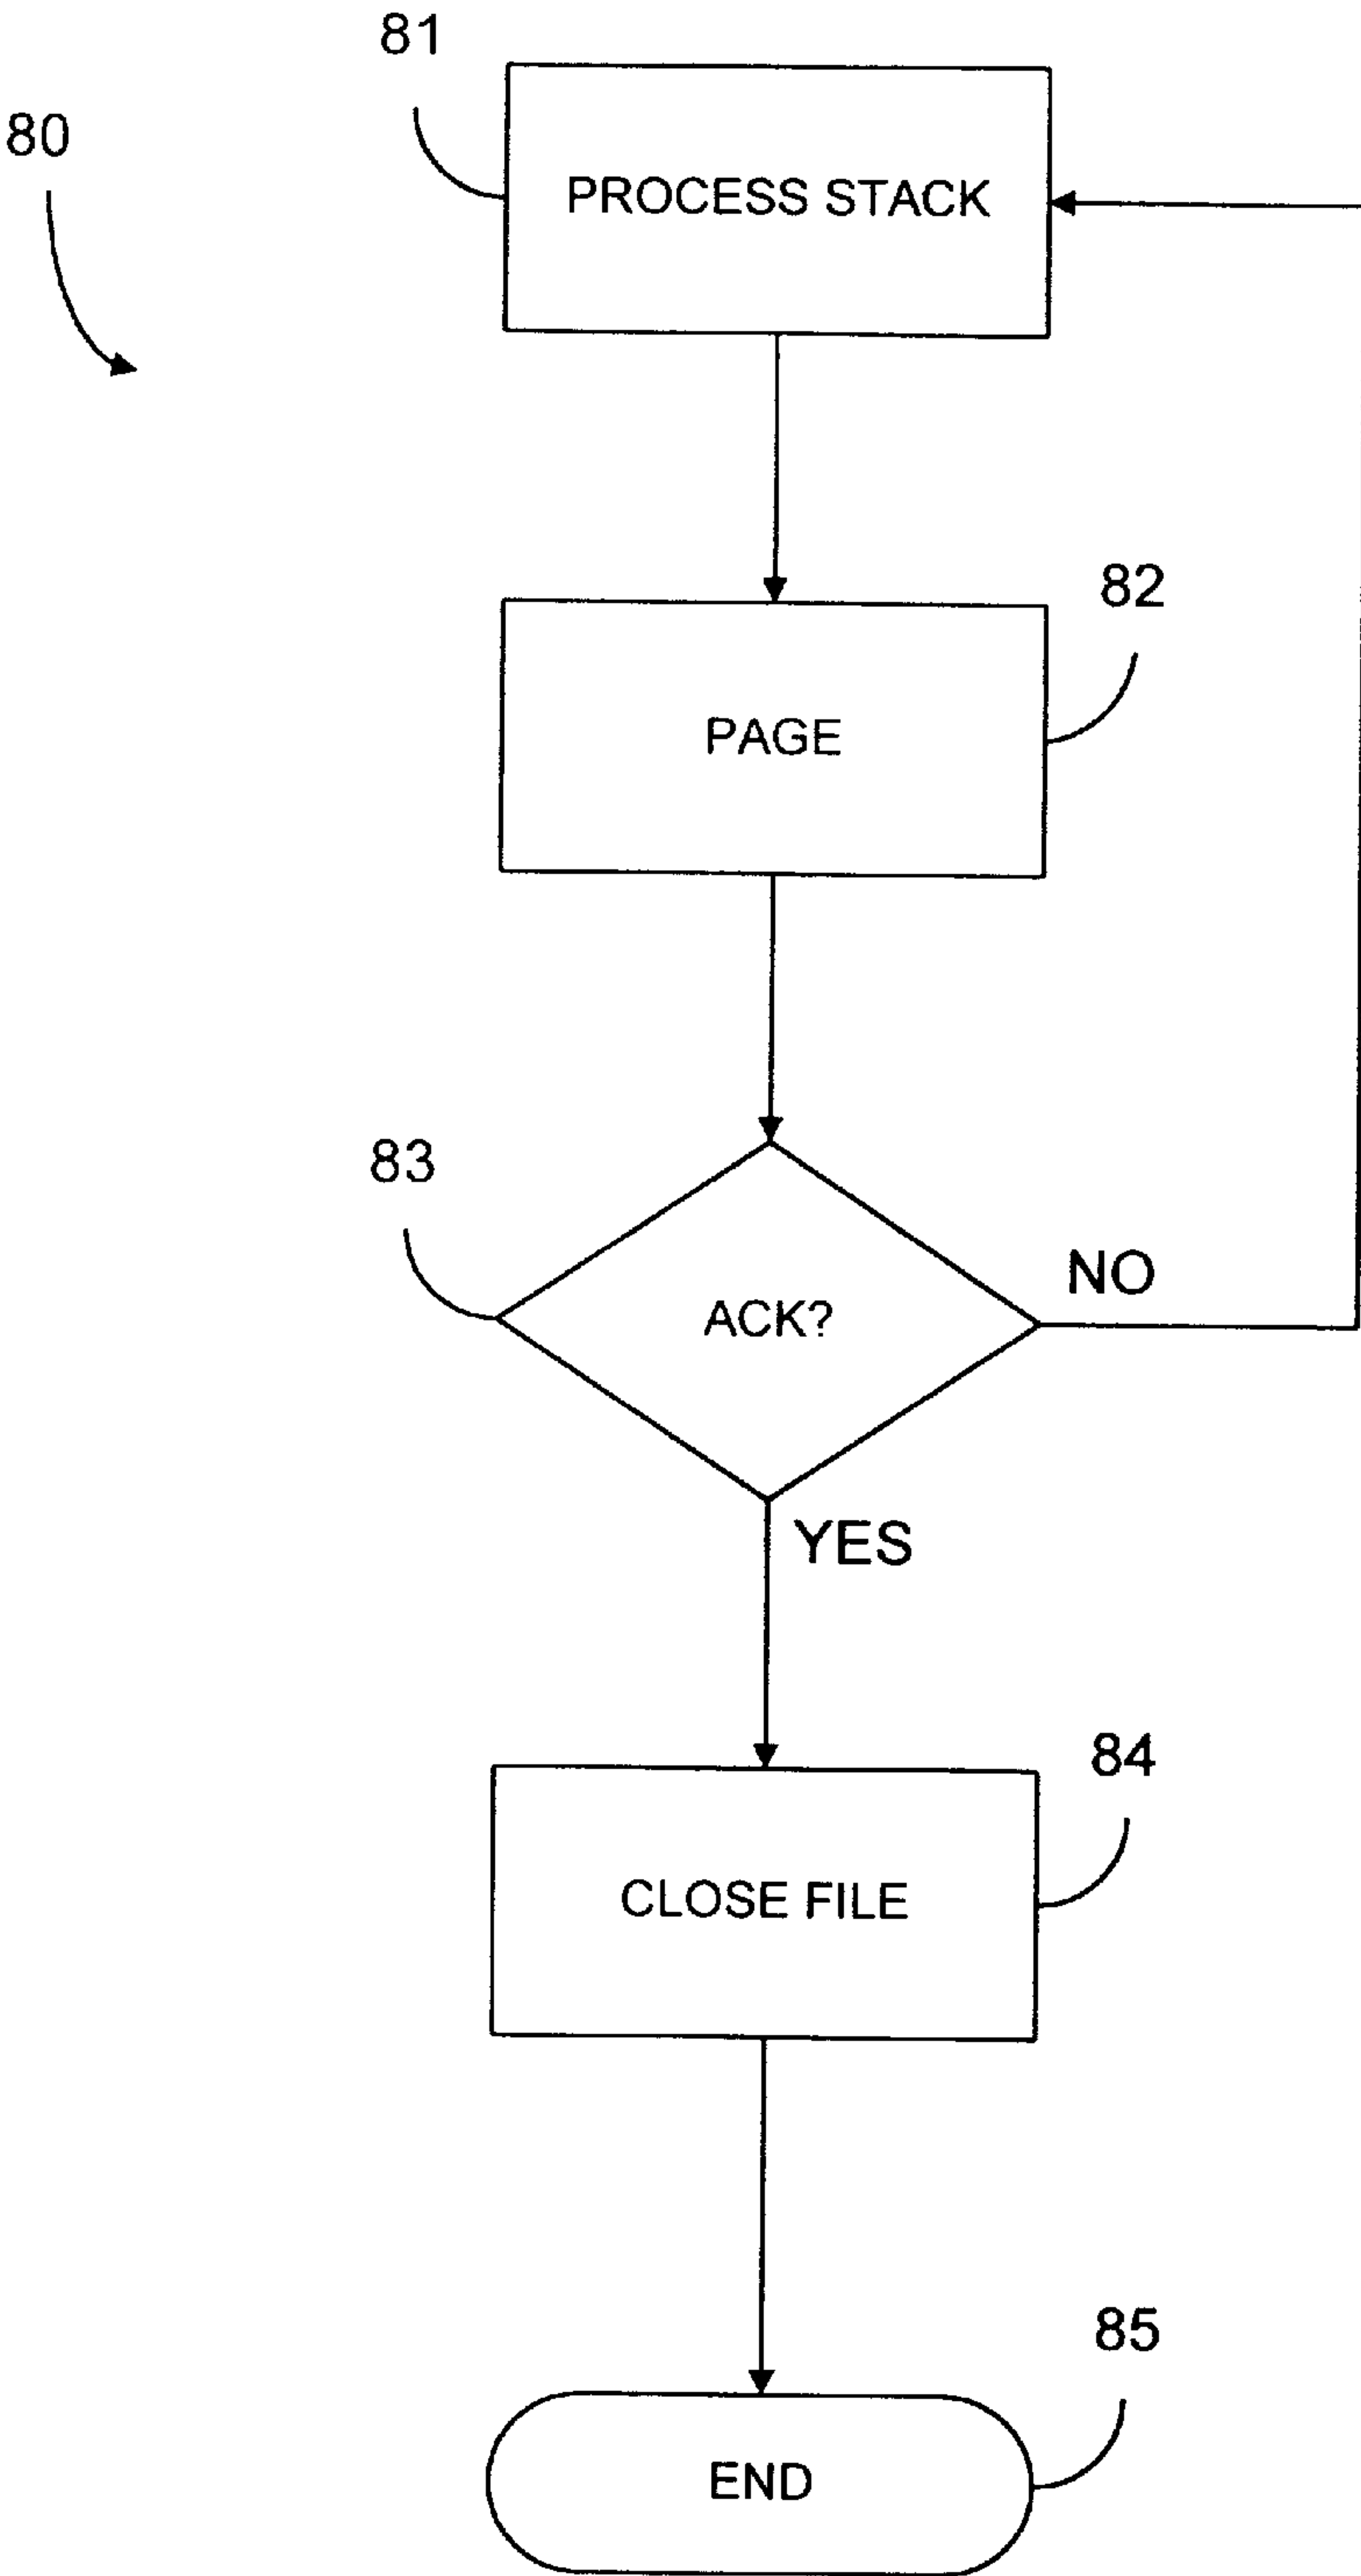 81
80
PROCESS STACK
82
PAGE
83
NO
ACK?
YES
84
CLOSE FILE
85
END